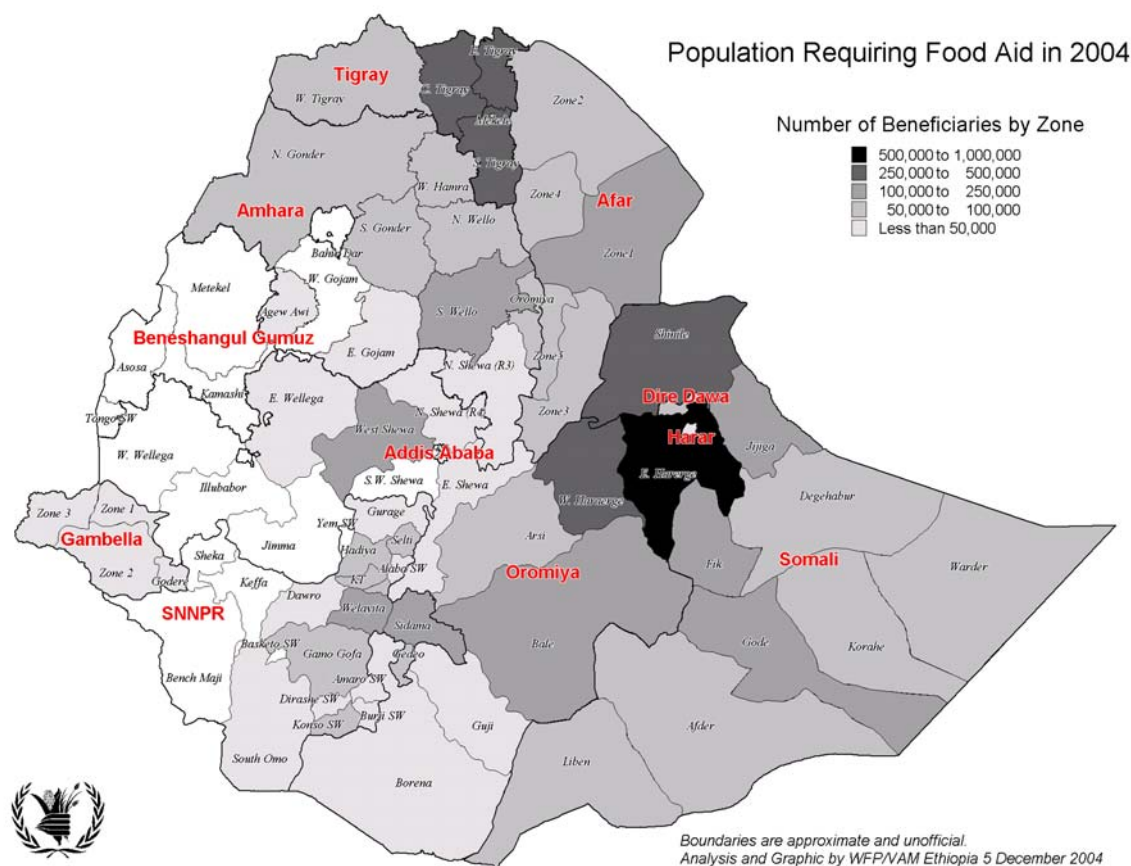 Population Requiring Food Aid in 2004
Number of Beneficiaries by Zone
500,000 to 1,000,000
250,000 to 500,000
100,000 to 250,000
50,000 to 100,000
Less than 50,000
E. Tigray
Tigray
C. Tigray
W. Tigray
Zone2
Mekele
N. Gonder
S. Tigray
W. Hamra
Zone4
Afar
Amhara
N. Wello
S. Gonder
Bahir Dar
Zone1
W. Gojam
Metekel
Oromiya
Agew Awi
S. Wello
Beneshangul Gumuz
Shinile
E. Gojam
Zone5
N. Shewa (R3)
Asosa
Kamashi
E. Wellega
Dire Dawa
Tongo SW
N. Shewa (R4)
Zone3
West Shewa
Harar
Addis Ababa
Jijiga
W. Wellega
E. Harerge
S.W. Shewa
E. Shewa
W. Haraerge
Illubabor
Degehabur
Zone 3
Zone 1
Gurage
Yem SW
Gambella
Jimma
Arsi
Selti
Hadiya
Sheka
Somali
Zone 2
Alaba SW
Fik
Warder
Godere
Keffa
KT
Oromiya
Dawro
SNNPR
Welayita
Sidama
Basketo SW
Gode
Bale
Korahe
Gamo Gofa
Gedeo
Bench Maji
Amaro SW
Dirashe SW
Burji SW
Guji
Konso SW
Afder
South Omo
Liben
Borena
Boundaries are approximate and unofficial.
Analysis and Graphic by WFP/VAM Ethiopia 5 December 2004